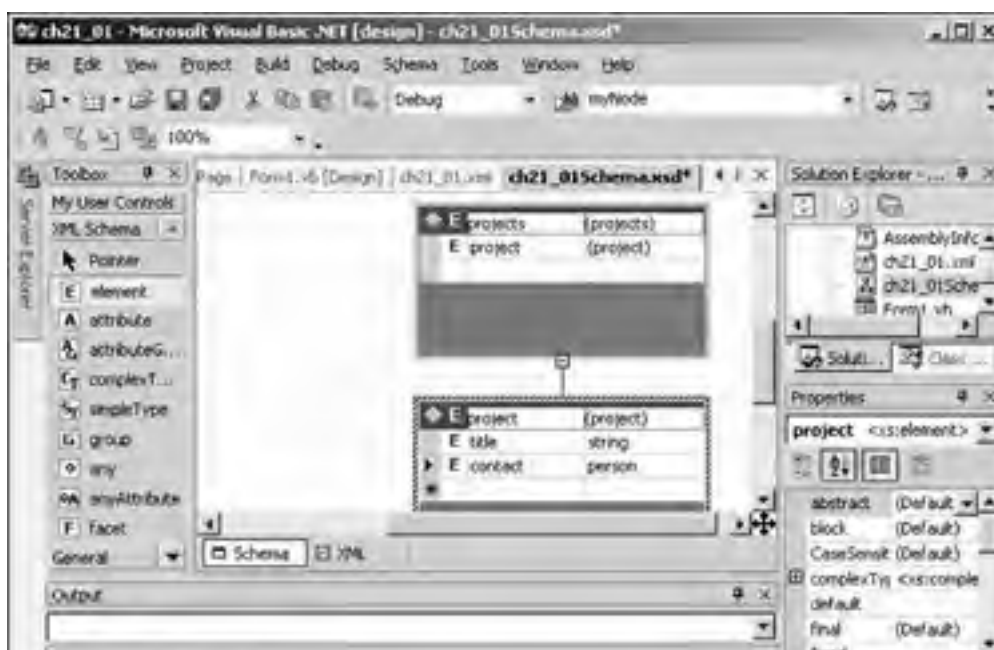 ch21_01 - Microsoft Visual Basic .NET [design] - ch21_01Schema.xsd*
File Edit View Project Build Debug Schema Tools Window Help
Debug
myNode
100%
Server Explorer
Toolbox
My User Controls
XML Schema
Pointer
element
attribute
attributeG...
complexT...
simpleType
group
any
anyAttribute
facet
General
Page Form1.vb [Design] ch21_01.xml ch21_01Schema.xsd*
E projects (projects)
E project (project)
E project (project)
E title string
E contact person
Schema XML
Solution Explorer - ...
AssemblyInfo
ch21_01.xml
ch21_01Sche
Form1.vb
Soluti... Class ...
Properties
project <xs:element>
abstract (Default
block (Default)
CaseSensit (Default)
complexTyp <xs:comple
default
final (Default)
Output